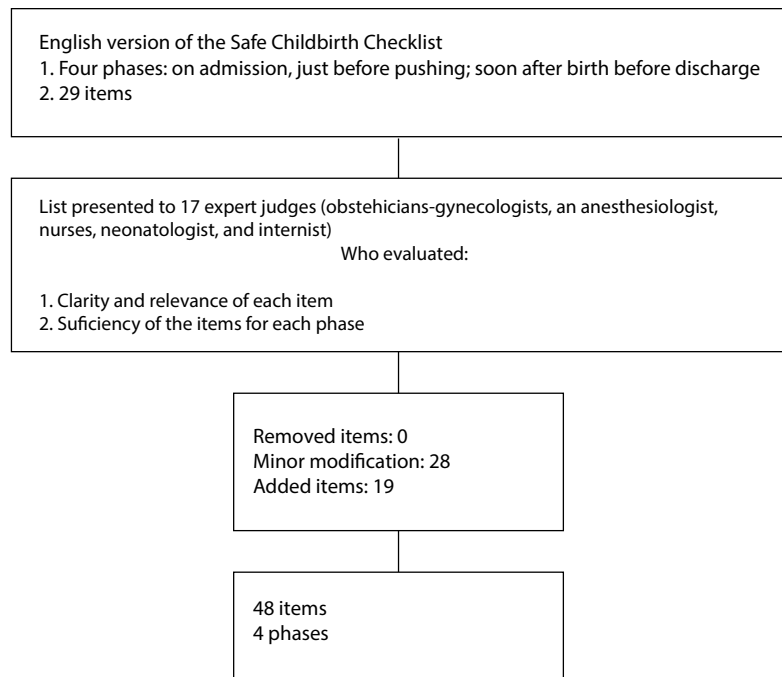 English version of the Safe Childbirth Checklist
1. Four phases: on admission, just before pushing; soon after birth before discharge
2. 29 items
List presented to 17 expert judges (obstehicians-gynecologists, an anesthesiologist,
nurses, neonatologist, and internist)
Who evaluated:
1. Clarity and relevance of each item
2. Suficiency of the items for each phase
Removed items: 0
Minor modification: 28
Added items: 19
48 items
4 phases